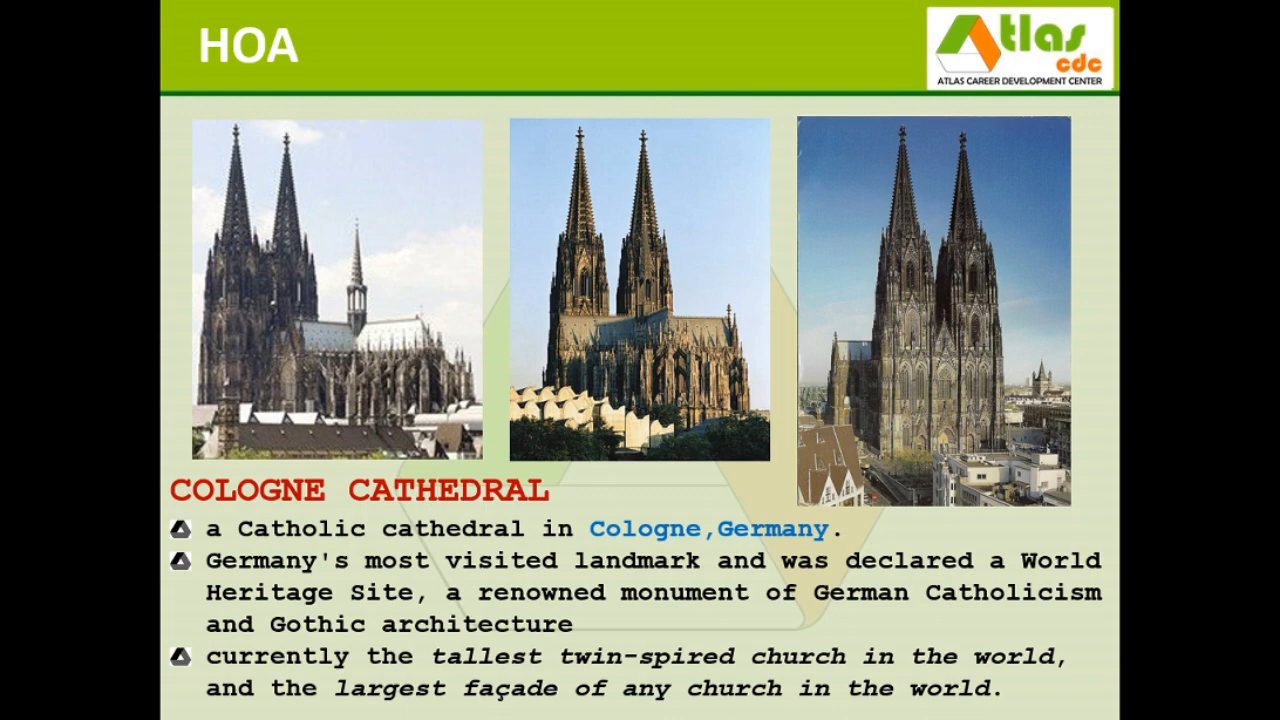 HOA
Atlas
cdc
ATLAS CAREER DEVELOPMENT CENTER
COLOGNE CATHEDRAL
a Catholic cathedral in Cologne,Germany.
Germany's most visited landmark and was declared a World
Heritage Site, a renowned monument of German Catholicism
and Gothic architecture
currently the tallest twin-spired church in the world,
and the largest façade of any church in the world.